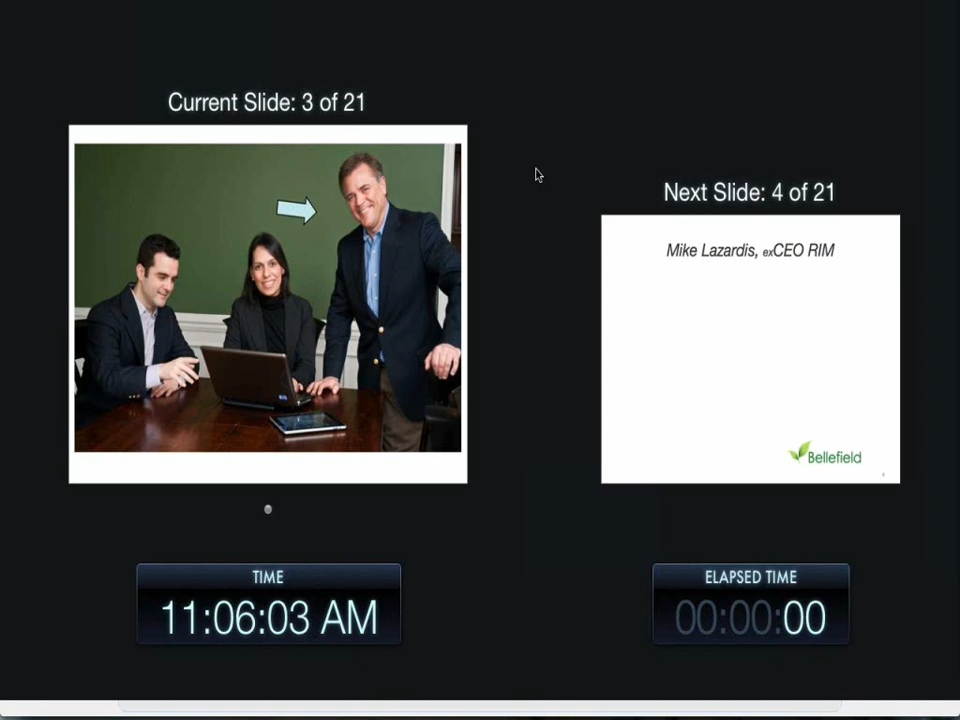 Current Slide: 3 of 21
Next Slide: 4 of 21
Mike Lazardis, exCEO RIM
Bellefield
TIME
11:06:03 AM
ELAPSED TIME
00:00:00